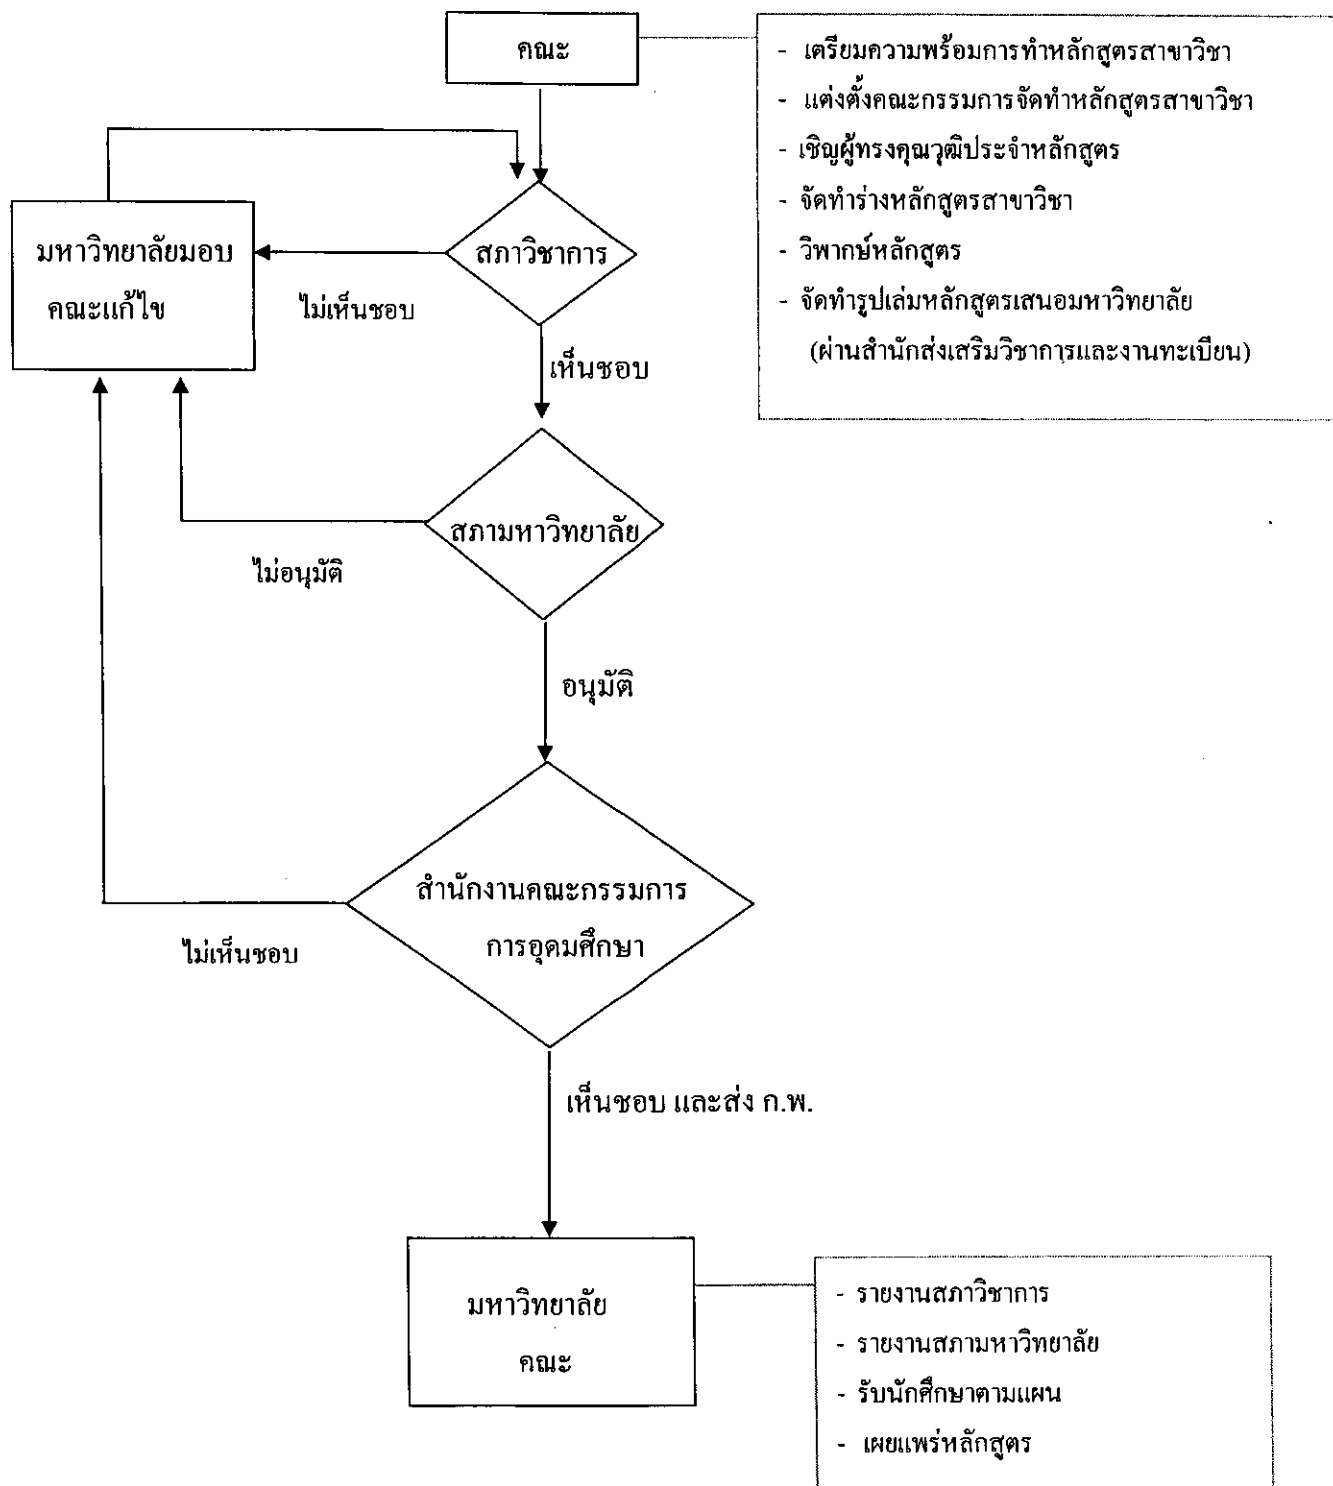 คณะ
- เตรียมความพร้อมการทำหลักสูตรสาขาวิชา
- แต่งตั้งคณะกรรมการจัดทำหลักสูตรสาขาวิชา
- เชิญผู้ทรงคุณวุฒิประจำหลักสูตร
- จัดทำร่างหลักสูตรสาขาวิชา
- วิพากษ์หลักสูตร
- จัดทำรูปเล่มหลักสูตรเสนอมหาวิทยาลัย
(ผ่านสำนักส่งเสริมวิชาการและงานทะเบียน)
มหาวิทยาลัยมอบ
คณะแก้ไข
สภาวิชาการ
ไม่เห็นชอบ
เห็นชอบ
สภามหาวิทยาลัย
ไม่อนุมัติ
อนุมัติ
สำนักงานคณะกรรมการ
การอุดมศึกษา
ไม่เห็นชอบ
เห็นชอบ และส่ง ก.พ.
มหาวิทยาลัย
คณะ
- รายงานสภาวิชาการ
- รายงานสภามหาวิทยาลัย
- รับนักศึกษาตามแผน
- เผยแพร่หลักสูตร